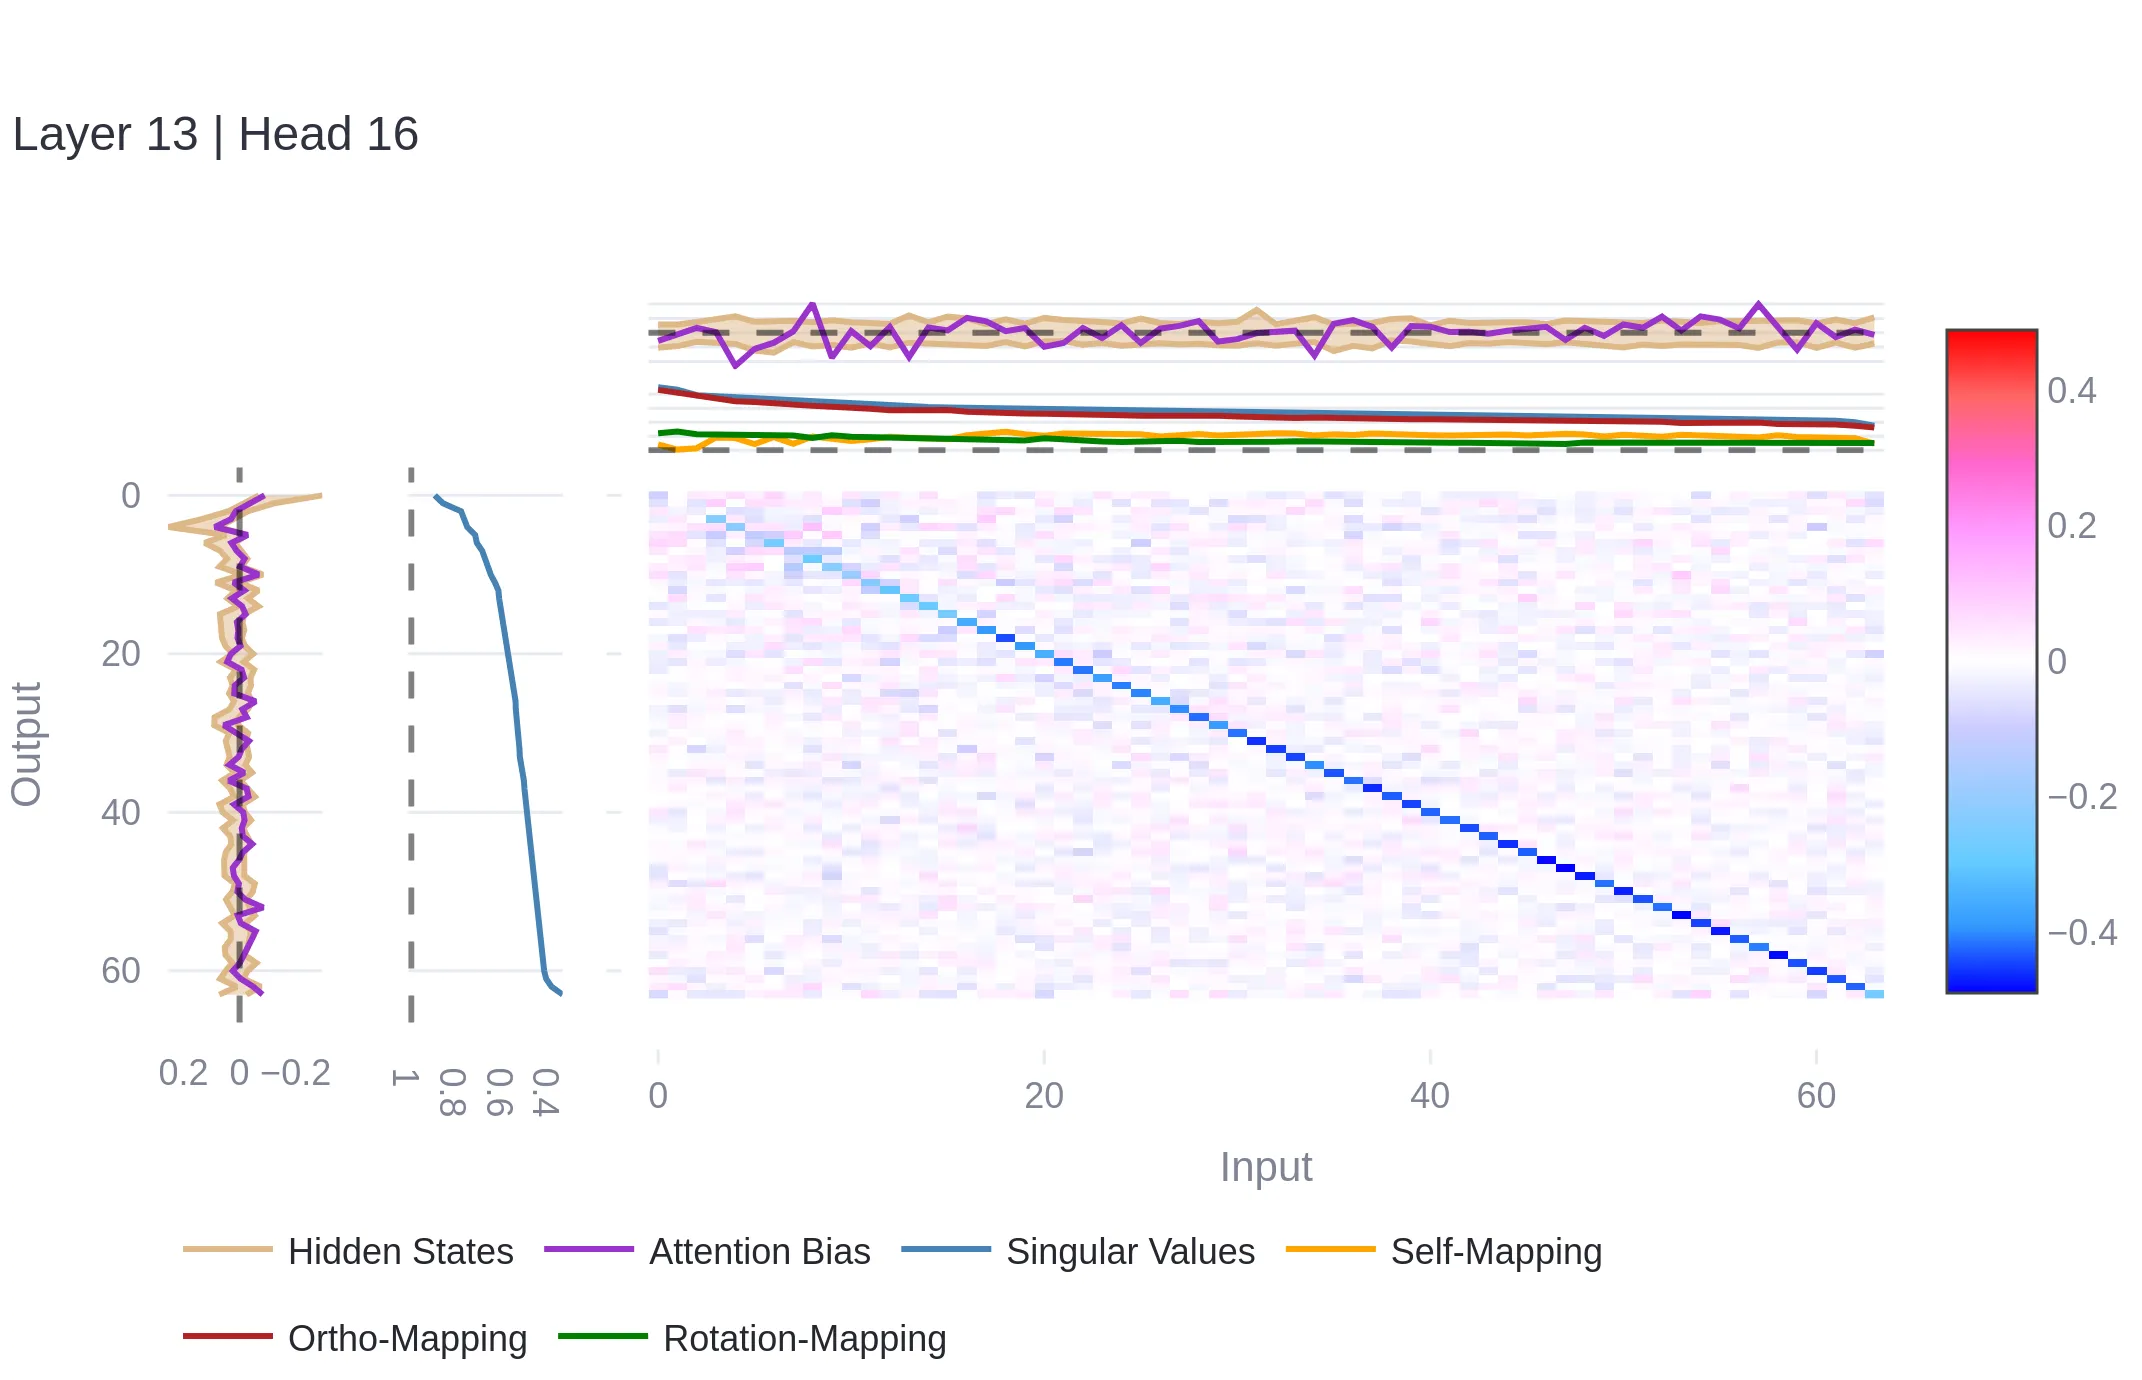 Layer 13 | Head 16
0.4
0.2
0
−0.2
−0.4
Output
0
20
40
60
0.2 0 −0.2
1
0.8
0.6
0.4
0 20 40 60
Input
Hidden States Attention Bias Singular Values Self-Mapping
Ortho-Mapping Rotation-Mapping